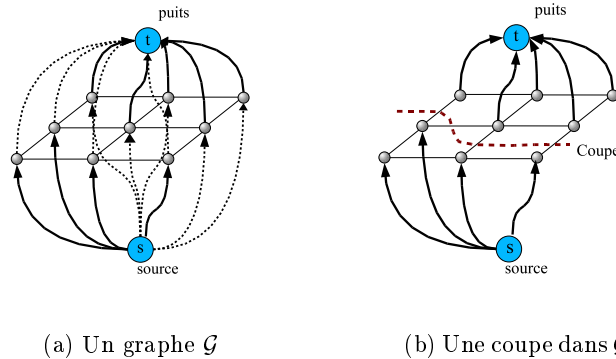 puits
t
s
source
(a) Un graphe G
puits
t
Coupe
s
source
(b) Une coupe dans